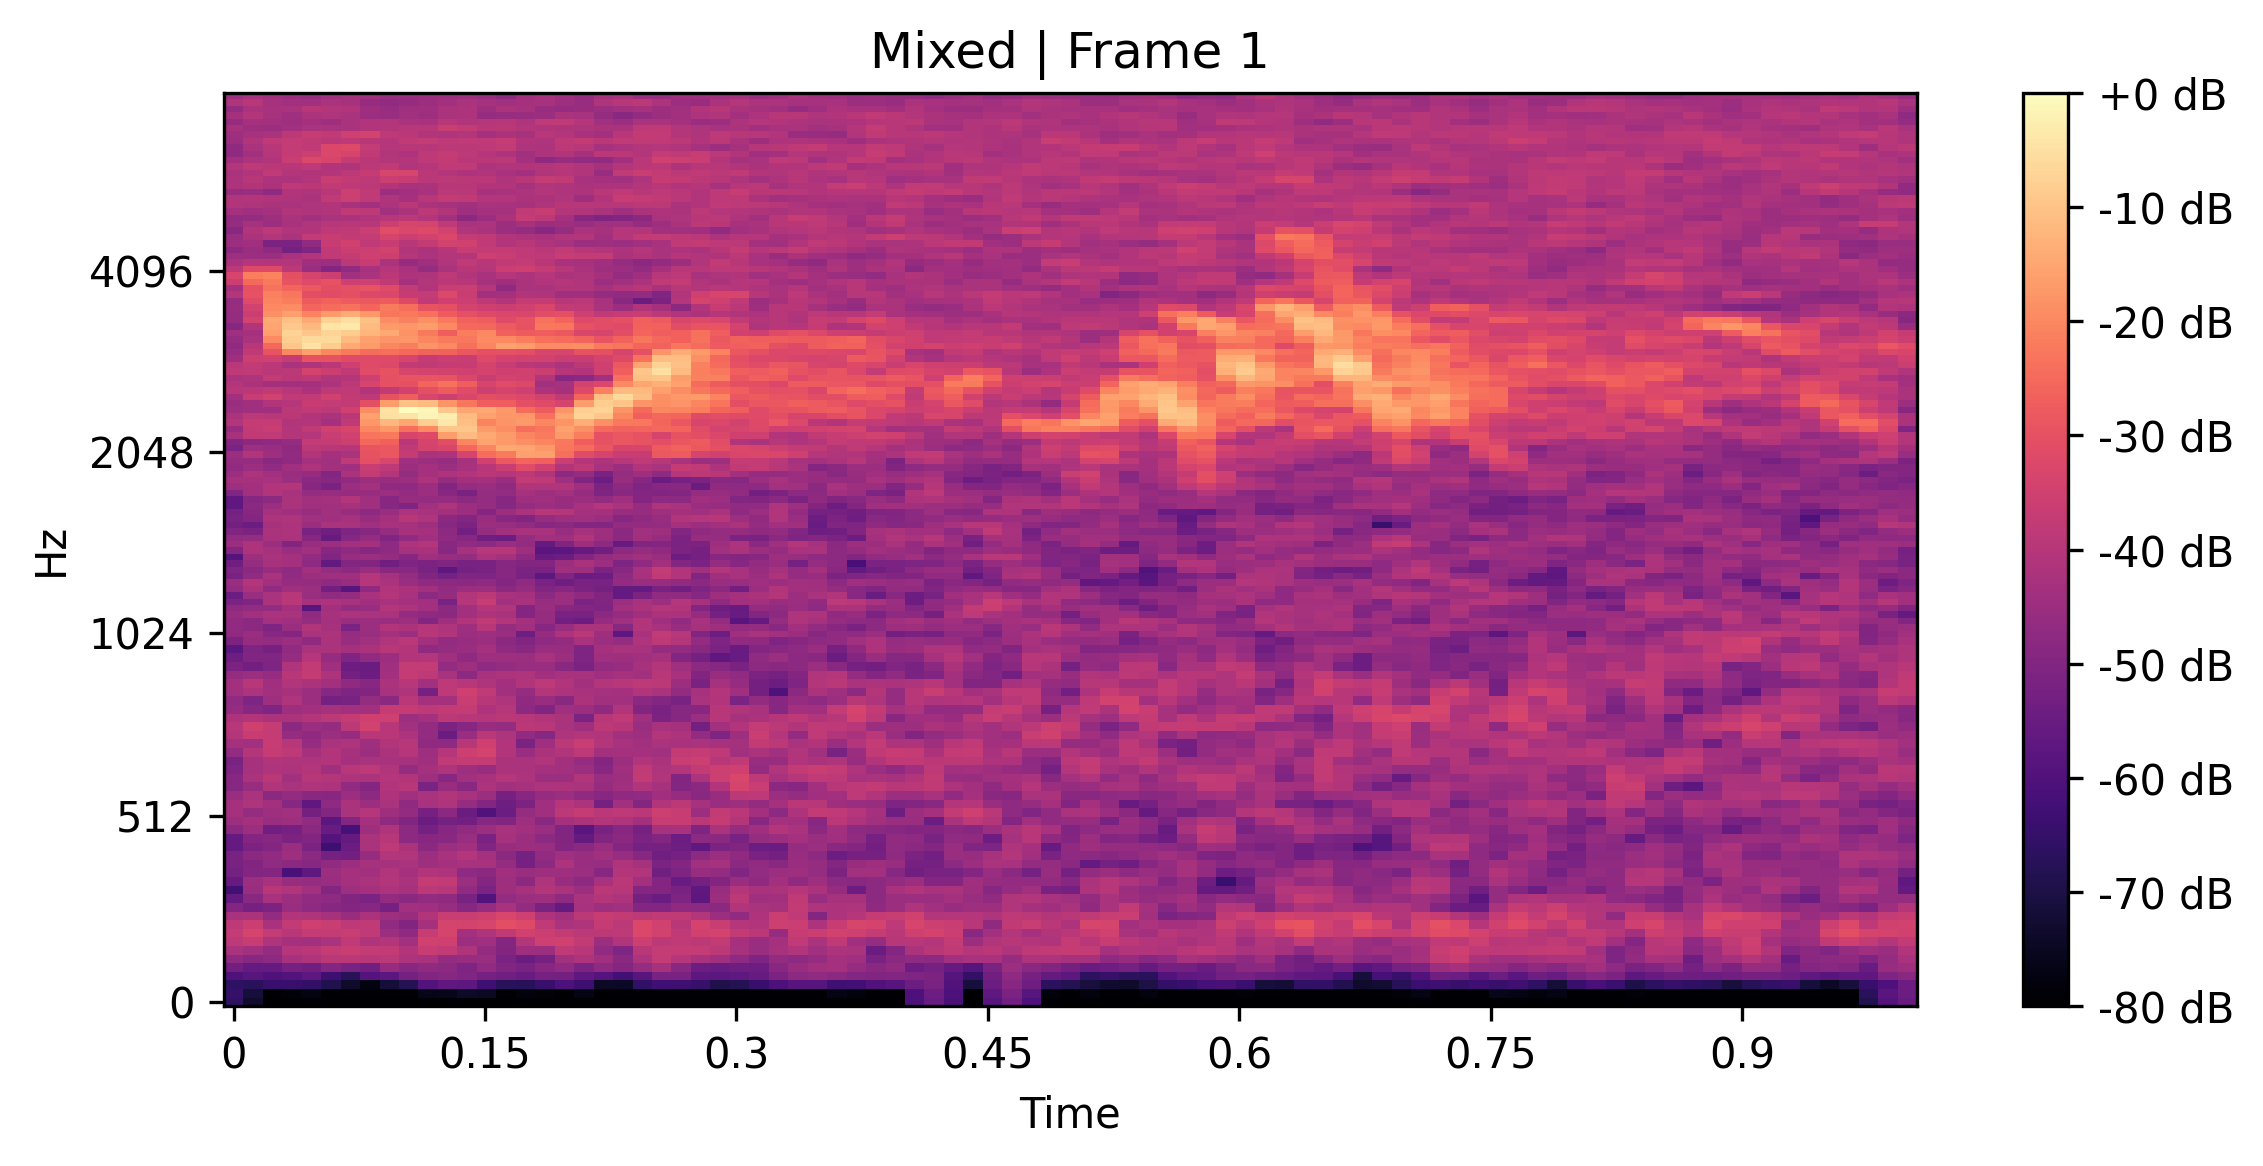 Mixed | Frame 1
Hz
4096
2048
1024
512
0
0 0.15 0.3 0.45 0.6 0.75 0.9
Time
+0 dB
-10 dB
-20 dB
-30 dB
-40 dB
-50 dB
-60 dB
-70 dB
-80 dB